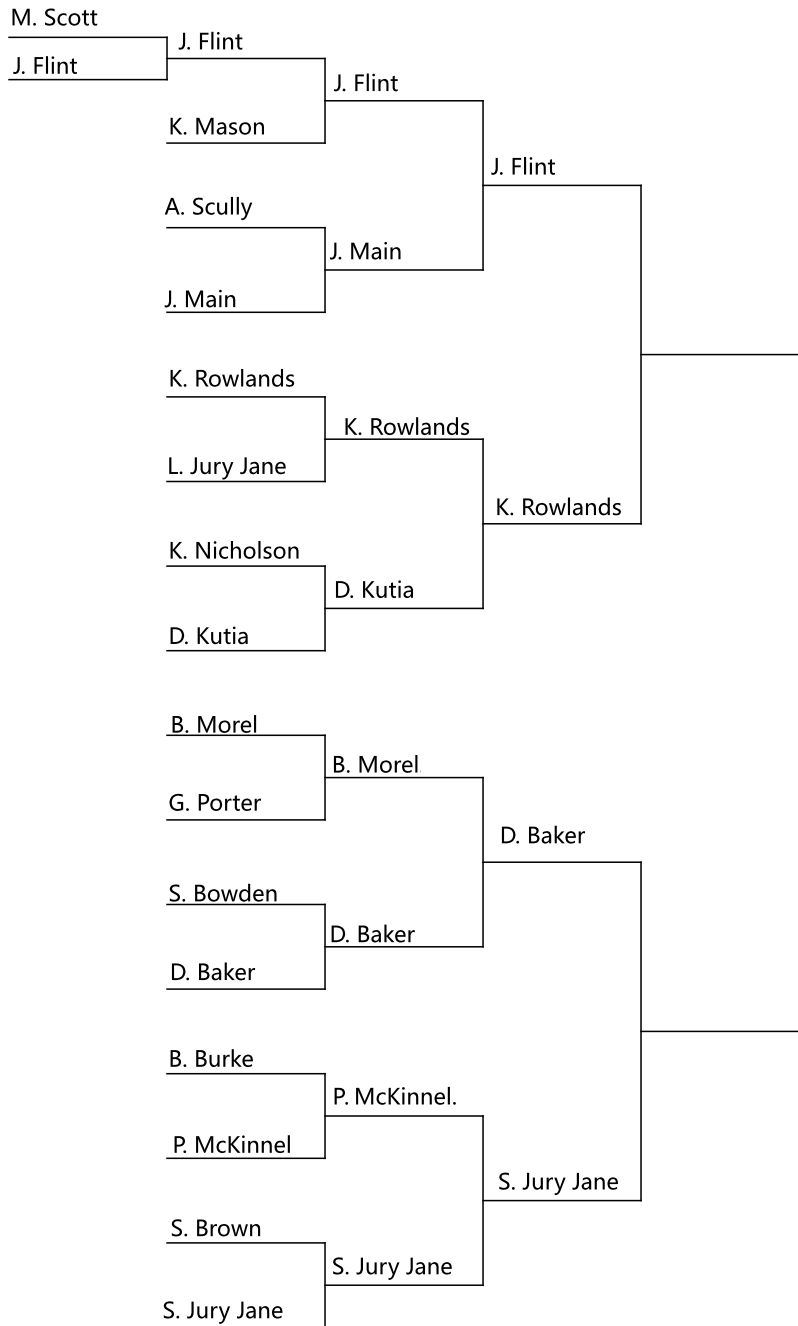 M. Scott
J. Flint
J. Flint
J. Flint
K. Mason
J. Flint
A. Scully
J. Main
J. Main
K. Rowlands
K. Rowlands
L. Jury Jane
K. Rowlands
K. Nicholson
D. Kutia
D. Kutia
B. Morel
B. Morel
G. Porter
D. Baker
S. Bowden
D. Baker
D. Baker
B. Burke
P. McKinnel.
P. McKinnel
S. Jury Jane
S. Brown
S. Jury Jane
S. Jury Jane